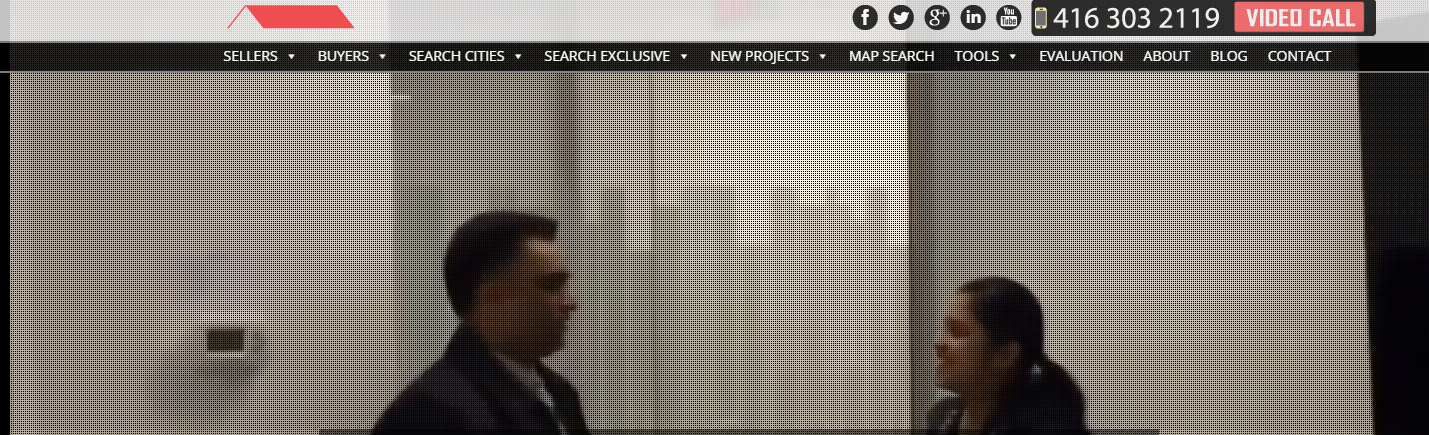 You Tube 416 303 2119 VIDEO CALL
SELLERS BUYERS SEARCH CITIES SEARCH EXCLUSIVE NEW PROJECTS MAP SEARCH TOOLS EVALUATION ABOUT BLOG CONTACT